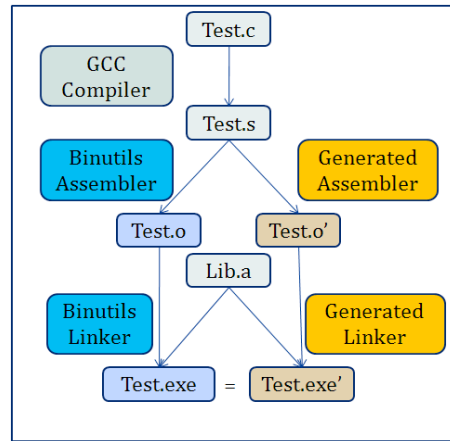 Test.c
GCC
Compiler
Test.s
Binutils
Assembler
Generated
Assembler
Test.o
Test.o’
Lib.a
Binutils
Linker
Generated
Linker
Test.exe = Test.exe’